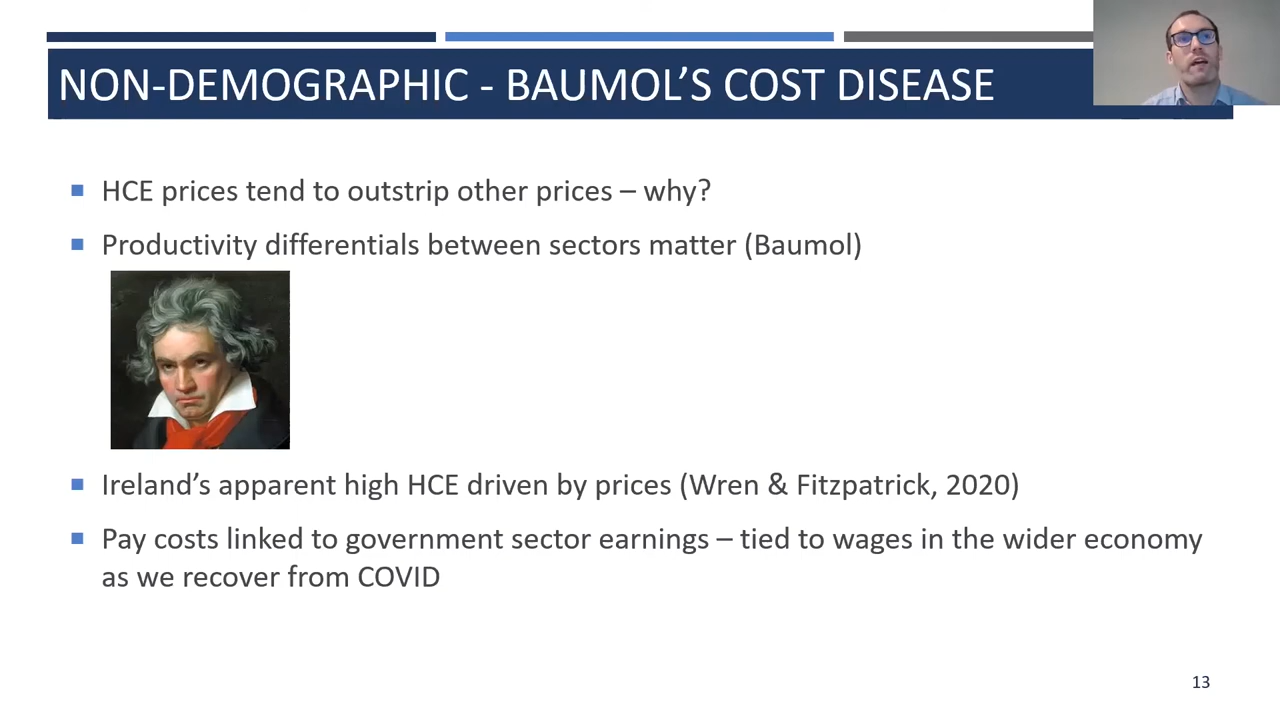 NON-DEMOGRAPHIC - BAUMOL’S COST DISEASE
HCE prices tend to outstrip other prices – why?
Productivity differentials between sectors matter (Baumol)
Ireland’s apparent high HCE driven by prices (Wren & Fitzpatrick, 2020)
Pay costs linked to government sector earnings – tied to wages in the wider economy
as we recover from COVID
13